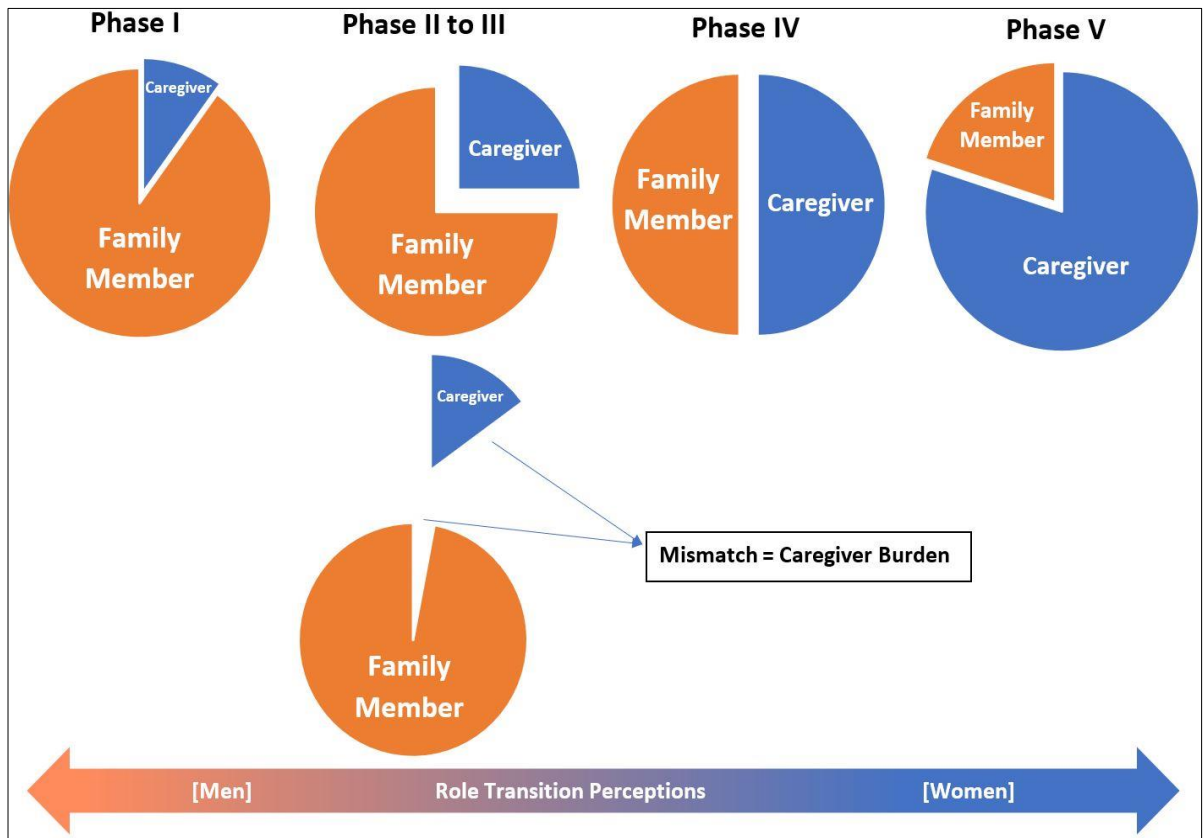 Phase I
Phase II to III
Phase IV
Phase V
Caregiver
Family
Member
Caregiver
Family
Member
Family
Member
Caregiver
Family
Member
Caregiver
Caregiver
Mismatch = Caregiver Burden
Family
Member
[Men]
Role Transition Perceptions
[Women]